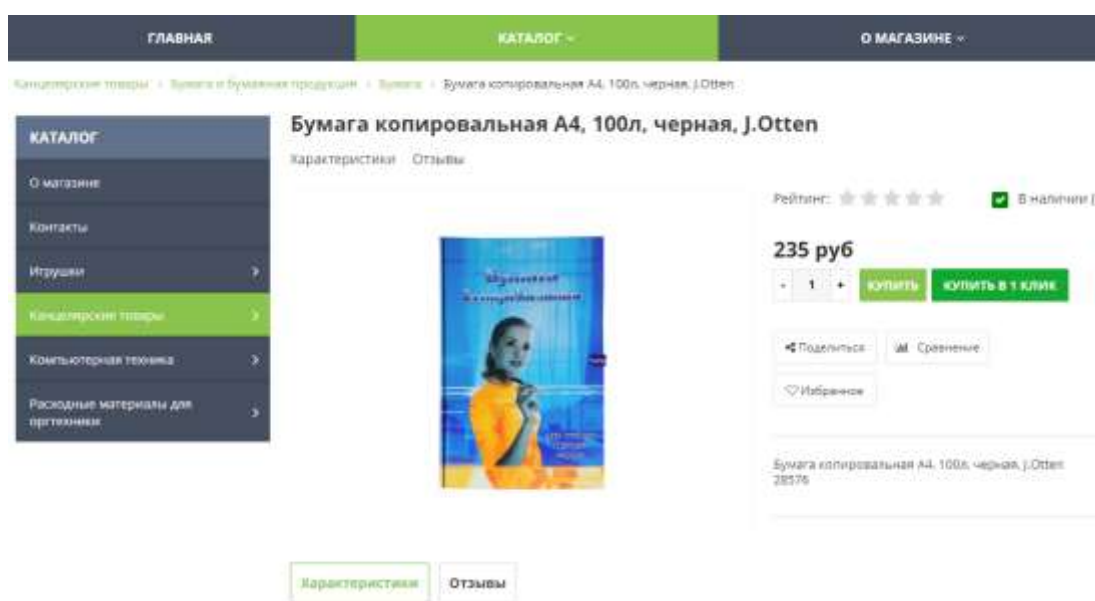 ГЛАВНАЯ
КАТАЛОГ
О МАГАЗИНЕ
Канцелярские товары
Бумага и бумажная продукция
Бумага
Бумага копировальная А4, 100л, черная, J.Otten
КАТАЛОГ
Бумага копировальная А4, 100л, черная, J.Otten
Характеристики Отзывы
О магазине
Контакты
Игрушки
Канцелярские товары
Компьютерная техника
Расходные материалы для
оргтехники
Бумага
копировальная
Рейтинг:
В наличии (
235 руб
- 1 +
КУПИТЬ
КУПИТЬ В 1 КЛИК
Поделиться
Сравнение
Избранное
Бумага копировальная А4, 100л, черная, J.Otten
28576
Характеристики
Отзывы